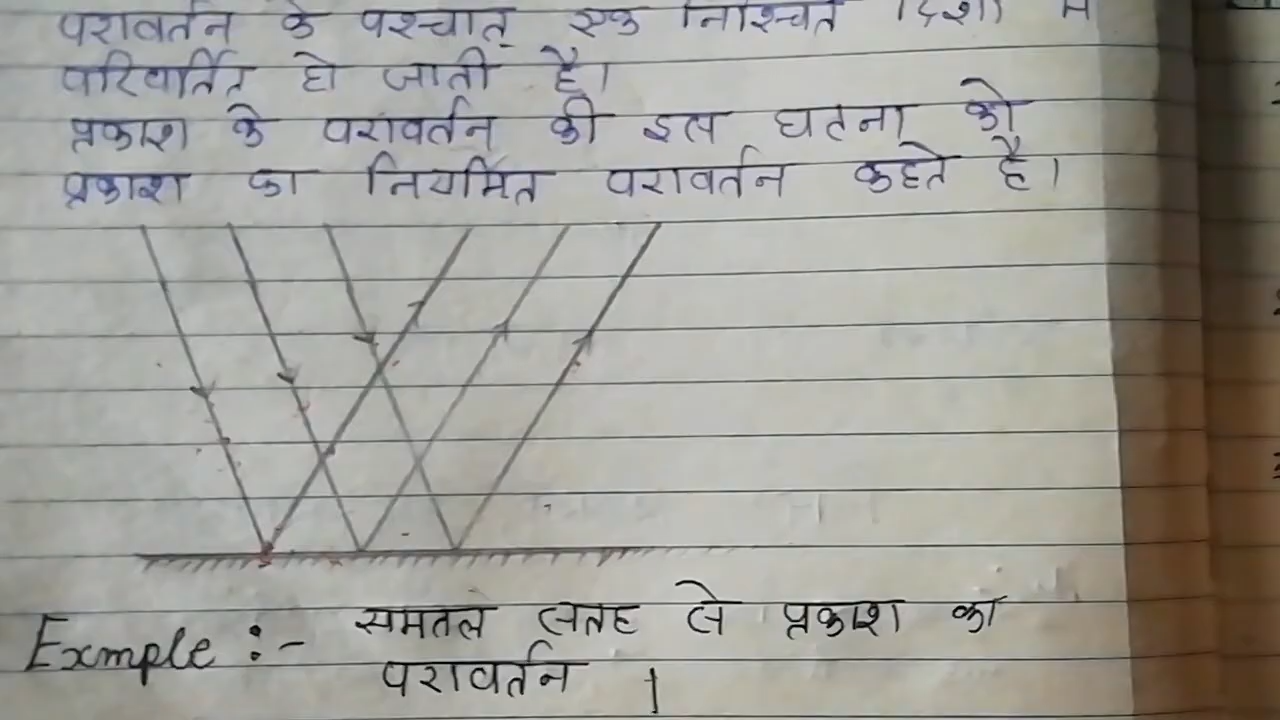 परावर्तन के पश्चात् एक निश्चित दिशा में
परिवर्तित हो जाती है।
प्रकाश के परावर्तन की इस घटना को
प्रकाश का नियमित परावर्तन कहते है।
Exmple :- समतल सतह से प्रकाश का
परावर्तन |